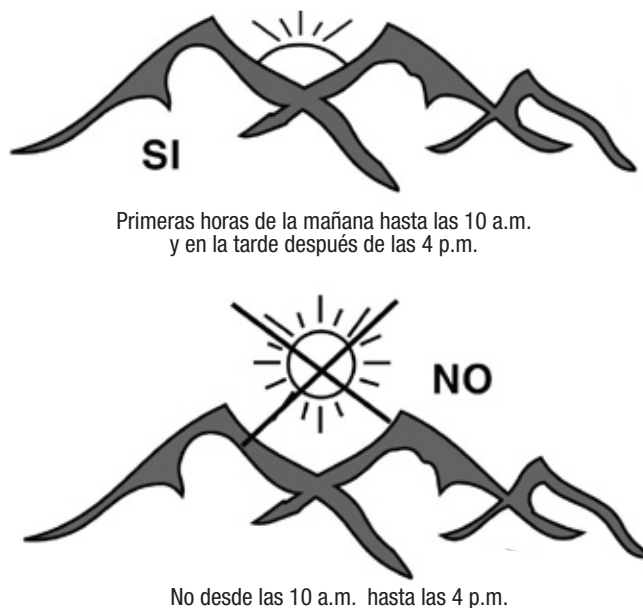 SI
Primeras horas de la mañana hasta las 10 a.m.
y en la tarde después de las 4 p.m.
NO
No desde las 10 a.m. hasta las 4 p.m.